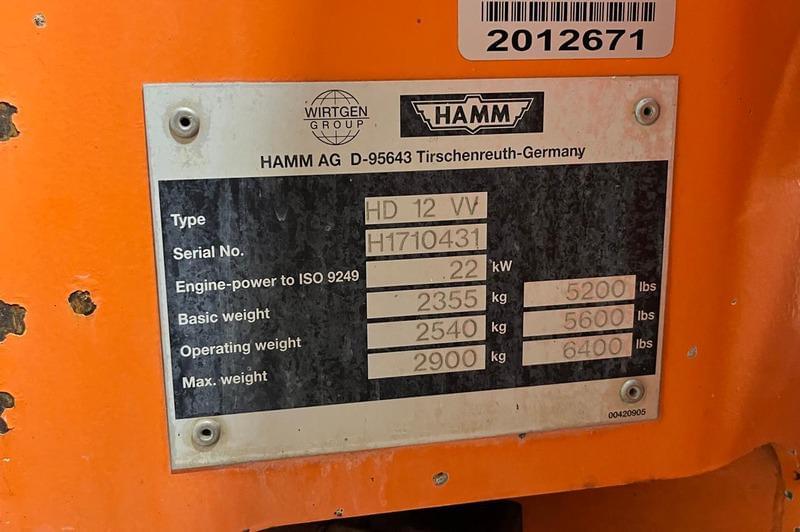 2012671
WIRTGEN
GROUP
HAMM
HAMM AG D-95643 Tirschenreuth-Germany
Type HD 12 VV
Serial No. H1710431
Engine-power to ISO 9249 22 kW
Basic weight 2355 kg 5200 lbs
Operating weight 2540 kg 5600 lbs
Max. weight 2900 kg 6400 lbs
00420905